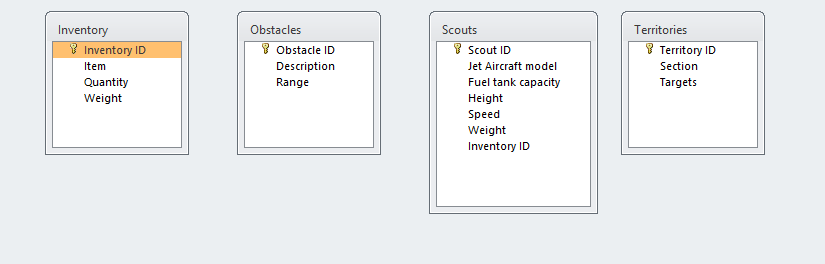 Inventory
Inventory ID
Item
Quantity
Weight
Obstacles
Obstacle ID
Description
Range
Scouts
Scout ID
Jet Aircraft model
Fuel tank capacity
Height
Speed
Weight
Inventory ID
Territories
Territory ID
Section
Targets